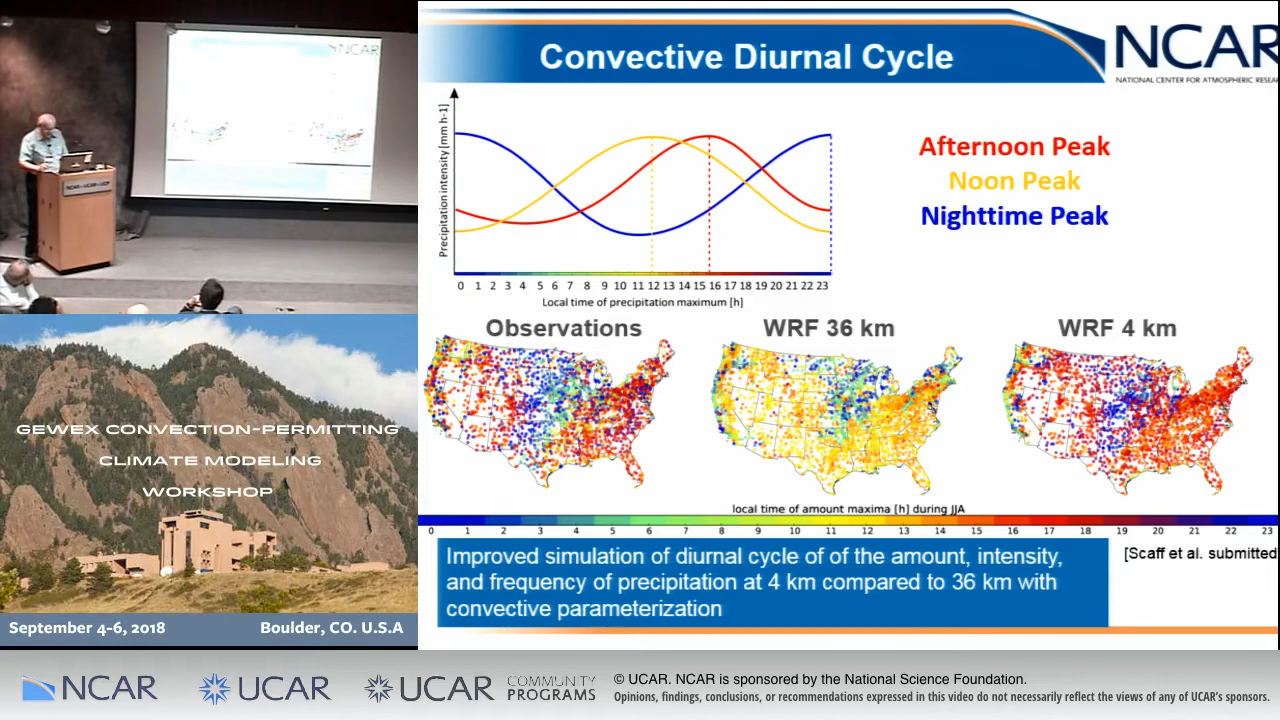 NCAR
NCAR UCAR UCP
GEWEX CONVECTION-PERMITTING
CLIMATE MODELING
WORKSHOP
September 4-6, 2018
Boulder, CO. U.S.A
Convective Diurnal Cycle
NCAR
NATIONAL CENTER FOR ATMOSPHERIC RESEA
Precipitation intensity [mm h-1]
0 1 2 3 4 5 6 7 8 9 10 11 12 13 14 15 16 17 18 19 20 21 22 23
Local time of precipitation maximum [h]
Afternoon Peak
Noon Peak
Nighttime Peak
Observations
WRF 36 km
WRF 4 km
local time of amount maxima [h] during JJA
0 1 2 3 4 5 6 7 8 9 10 11 12 13 14 15 16 17 18 19 20 21 22 23
Improved simulation of diurnal cycle of of the amount, intensity,
and frequency of precipitation at 4 km compared to 36 km with
convective parameterization
[Scaff et al. submitted
NCAR
UCAR
UCAR
COMMUNITY
PROGRAMS
© UCAR. NCAR is sponsored by the National Science Foundation.
Opinions, findings, conclusions, or recommendations expressed in this video do not necessarily reflect the views of any of UCAR's sponsors.